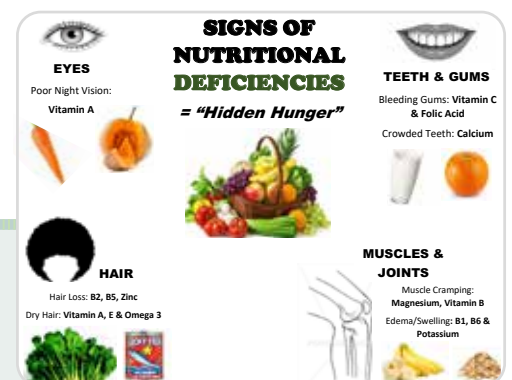 SIGNS OF
NUTRITIONAL
DEFICIENCIES
= “Hidden Hunger”
EYES
Poor Night Vision:
Vitamin A
TEETH & GUMS
Bleeding Gums: Vitamin C
& Folic Acid
Crowded Teeth: Calcium
HAIR
Hair Loss: B2, B5, Zinc
Dry Hair: Vitamin A, E & Omega 3
MUSCLES &
JOINTS
Muscle Cramping:
Magnesium, Vitamin B
Edema/Swelling: B1, B6 &
Potassium